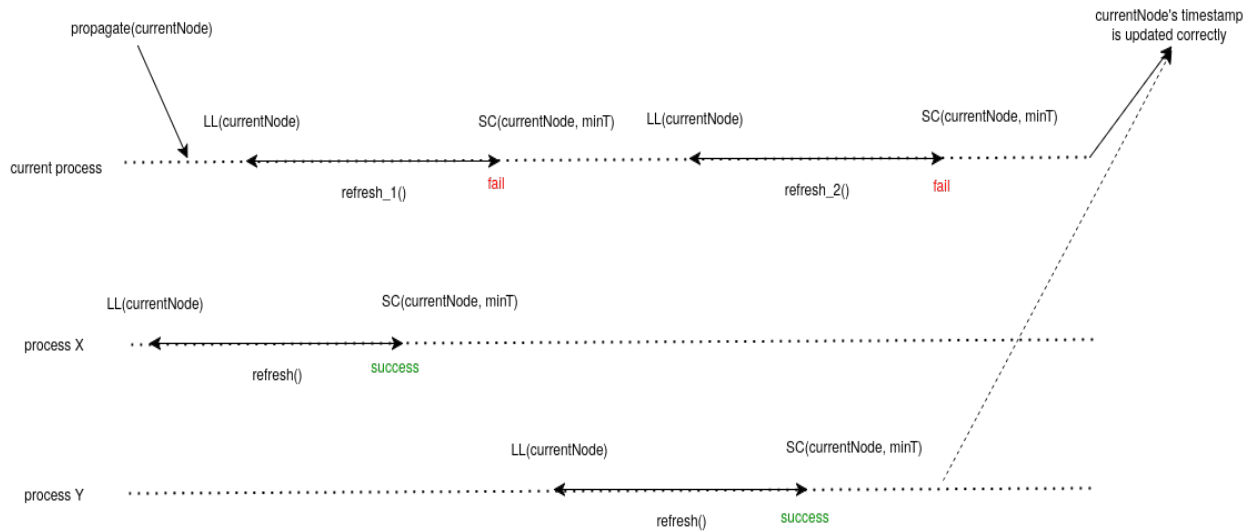 propagate(currentNode)
currentNode's timestamp
is updated correctly
LL(currentNode)
SC(currentNode, minT)
LL(currentNode)
SC(currentNode, minT)
current process
refresh_1()
fail
refresh_2()
fail
LL(currentNode)
SC(currentNode, minT)
process X
refresh()
success
LL(currentNode)
SC(currentNode, minT)
process Y
refresh()
success